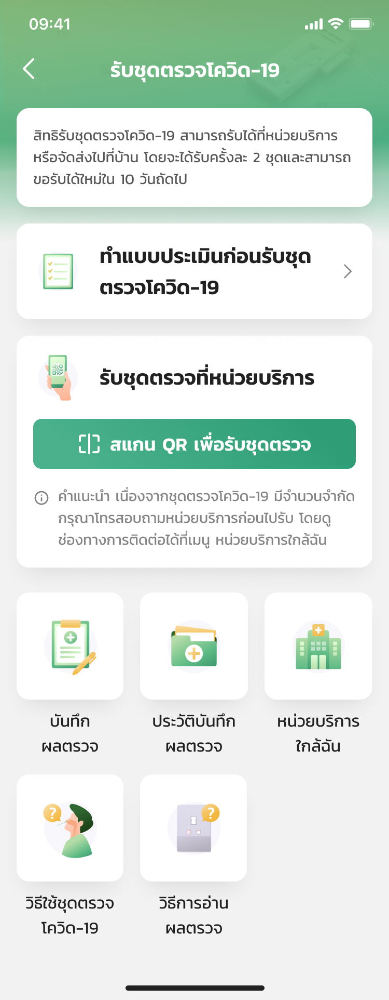 09:41
รับชุดตรวจโควิด-19
สิทธิรับชุดตรวจโควิด-19 สามารถรับได้ที่หน่วยบริการ
หรือจัดส่งไปที่บ้าน โดยจะได้รับครั้งละ 2 ชุดและสามารถ
ขอรับได้ใหม่ใน 10 วันถัดไป
ทำแบบประเมินก่อนรับชุด
ตรวจโควิด-19
รับชุดตรวจที่หน่วยบริการ
สแกน QR เพื่อรับชุดตรวจ
คำแนะนำ เนื่องจากชุดตรวจโควิด-19 มีจำนวนจำกัด
กรุณาโทรสอบถามหน่วยบริการก่อนไปรับ โดยดู
ช่องทางการติดต่อได้ที่เมนู หน่วยบริการใกล้ฉัน
บันทึก
ผลตรวจ
ประวัติบันทึก
ผลตรวจ
หน่วยบริการ
ใกล้ฉัน
?
?
วิธีใช้ชุดตรวจ
โควิด-19
วิธีการอ่าน
ผลตรวจ